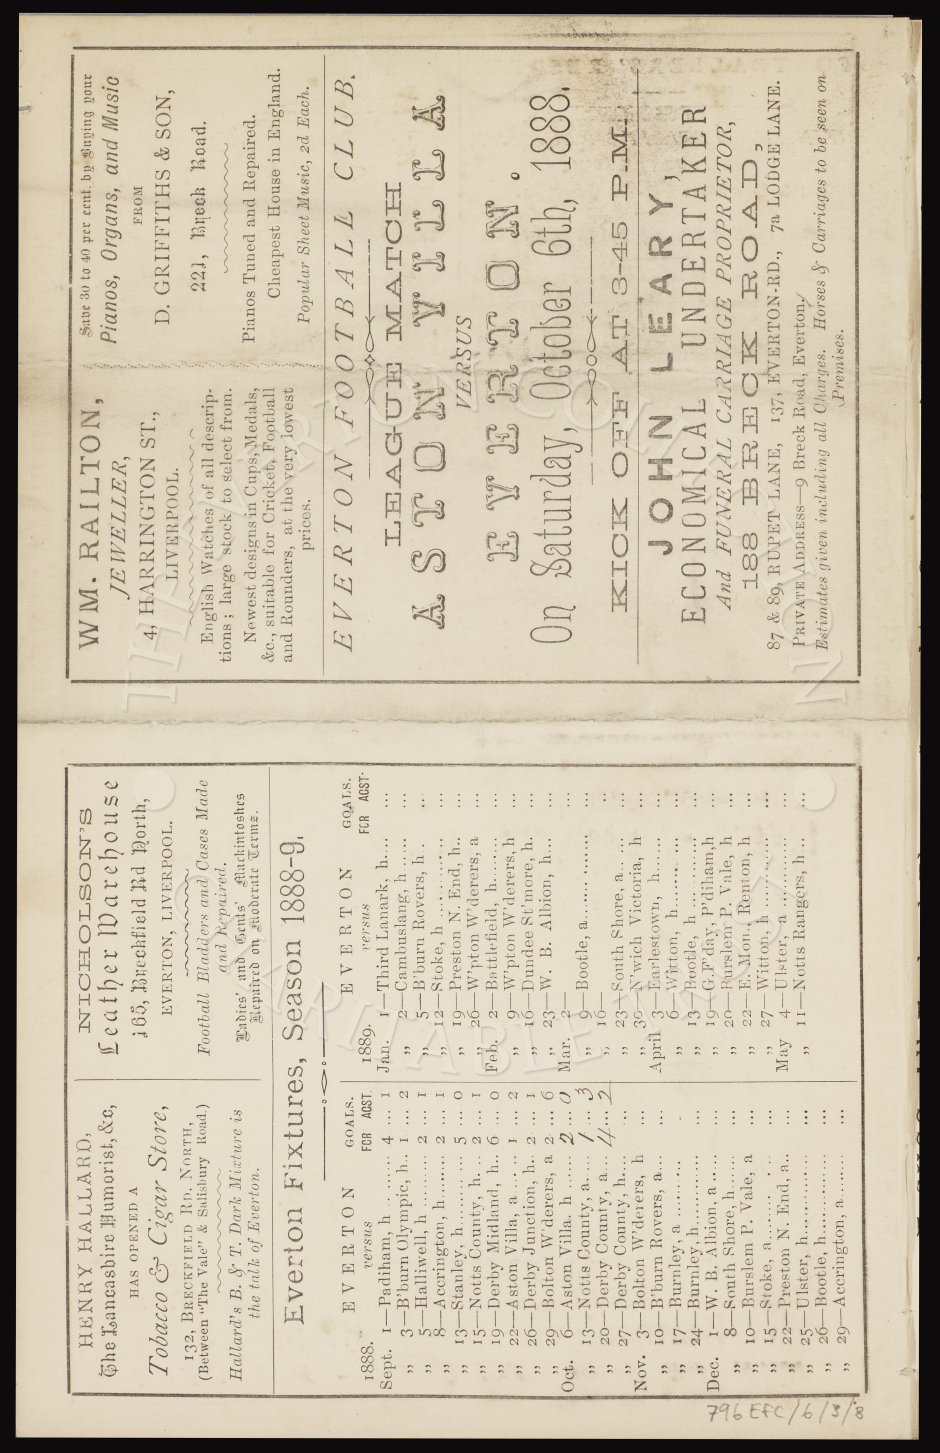 HENRY HALLARD,
The Lancasbire Humorist, &c,
HAS OPENED A
Tobacco & Cigar Store,
132, BRECKFIELD RD. NORTH,
(Between "The Vale" & Salisbury Road.)
Hallard's B. & T. Dark Mixture is
the talk of Everton.
NICHOLSON'S
Leather Warehouse
165, Breckfield Rd North,
EVERTON, LIVERPOOL.
Football Bladders and Cases Made
and Repaired.
Ladies' and Gents' Mackintoshes
Repaired on Moderate Terms.
Everton Fixtures, Season 1888-9.
1888. EVERTON GOALS.
versus FOR AGST.
Sept. 1—Padiham, h ........ 4 ... 1
„ 3—B'burn Olympic, h.. 1 ... 2
„ 5—Halliwell, h ......... 2 ... 1
„ 8—Accrington, h....... 2 ... 1
„ 13—Stanley, h............ 5 ... 0
„ 15—Notts County, h..... 2 ... 1
„ 19—Derby Midland, h.. 6 ... 0
„ 22—Aston Villa, a....... 1 ... 2
„ 26—Derby Junction, h.. 2 ... 1
„ 29—Bolton W'derers, a 2 ... 6
Oct. 6—Aston Villa. h ...... 2 ... 0
„ 13—Notts County, a..... 1 ... 3
„ 20—Derby County, a... 4 ... 2
„ 27—Derby County, h.... ...
Nov. 3—Bolton W'derers, h ...
„ 10—B'burn Rovers, a... ...
„ 17—Burnley, a ..........
„ 24—Burnley, h............ ...
Dec. 1—W. B. Albion, a ..... ...
„ 8—South Shore, h...... ...
„ 10—Burslem P. Vale, a ...
„ 15—Stoke, a............... ...
„ 22—Preston N. End, a.. ...
„ 25—Ulster, h.............. ...
„ 26—Bootle, h.............. ...
„ 29—Accrington, a........ ...
1889. EVERTON GOALS.
versus FOR AGST.
Jan. 1—Third Lanark, h.... ...
„ 2—Cambuslang, h ..... ...
„ 5—B'burn Rovers, h .. ...
„ 12—Stoke, h ............... ...
„ 19—Preston N. End, h.. ...
„ 26—W'pton W'derers, a ...
Feb. 2—Battlefield, h......... ...
„ 9—W'pton W'derers, h ...
„ 16—Dundee St'more, h. ...
„ 23—W. B. Albion, h... ...
Mar. 2— ...
„ 9—Bootle, a............... ...
„ 16— ...
„ 23—South Shore, a..... ...
„ 30—N'wich Victoria, h ...
April 3—Earlestown, h...... ...
„ 6—Witton, h............. ...
„ 13—Bootle, h .............. ...
„ 19—G.F'day, P'diham,h ...
„ 20—Burslem P. Vale, h ...
„ 22—E. Mon., Renton, h ...
„ 27—Witton, h ............. ...
May 4—Ulster, a .............. ...
„ 11—Notts Rangers, h ... ...
796 EFC/6/3/8
WM. RAILTON,
JEWELLER,
4, HARRINGTON ST.,
LIVERPOOL.
English Watches of all descrip-
tions; large stock to select from.
Newest designs in Cups, Medals,
&c., suitable for Cricket, Football
and Rounders, at the very lowest
prices.
Save 30 to 40 per cent. by Buying your
Pianos, Organs, and Music
FROM
D. GRIFFITHS & SON,
221, Breck Road.
Pianos Tuned and Repaired.
Cheapest House in England.
Popular Sheet Music, 2d Each.
EVERTON FOOTBALL CLUB.
LEAGUE MATCH
ASTON VILLA
VERSUS
EVERTON.
On Saturday, October 6th, 1888.
KICK OFF AT 3-45 P.M.
JOHN LEARY,
ECONOMICAL UNDERTAKER
And FUNERAL CARRIAGE PROPRIETOR,
188 BRECK ROAD,
87 & 89, RUPET LANE, 137, EVERTON-RD., 7a LODGE LANE.
PRIVATE ADDRESS—9 Breck Road, Everton,
Estimates given including all Charges. Horses & Carriages to be seen on
Premises.